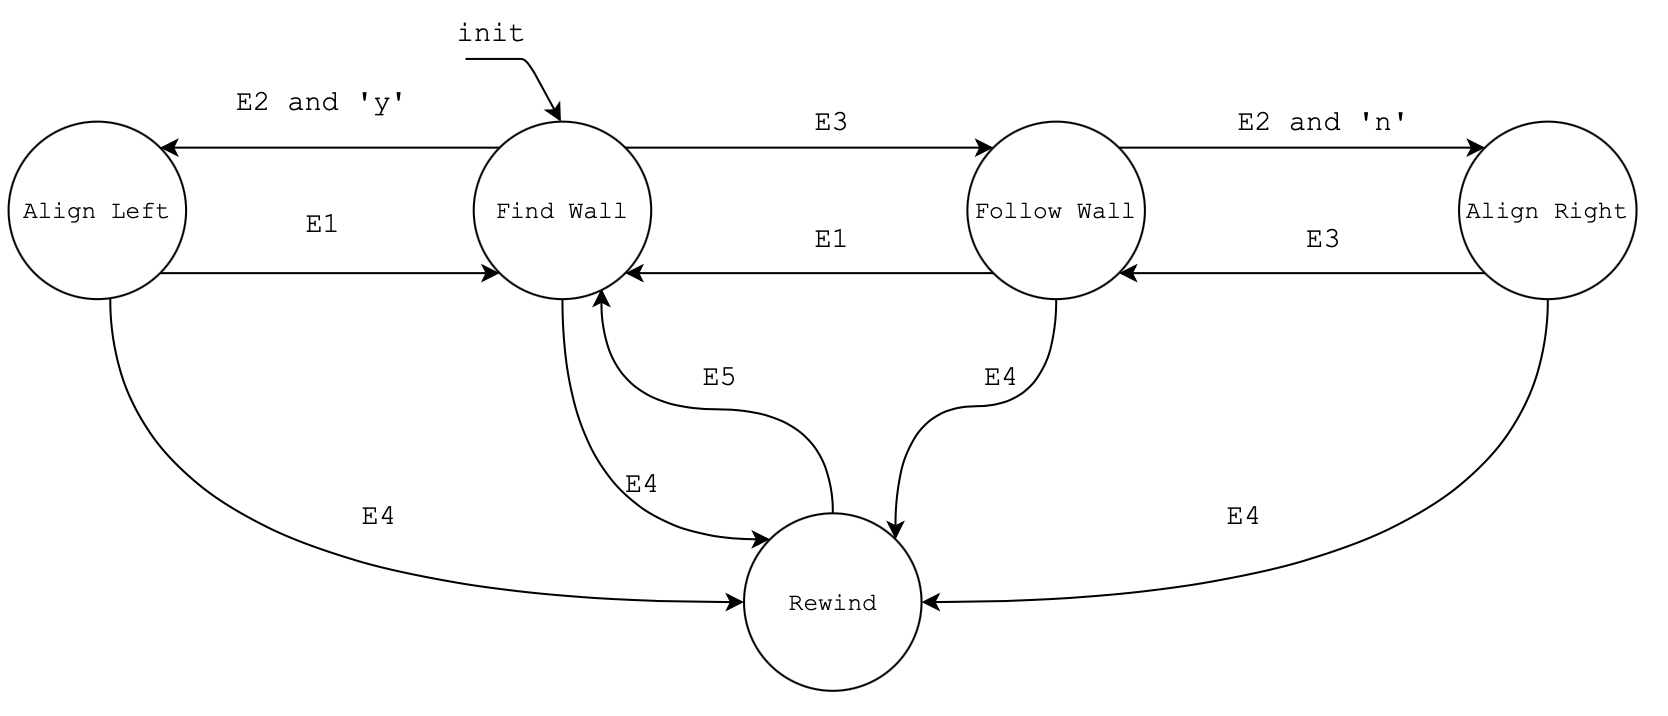 init
E2 and 'y'
E3
E2 and 'n'
Align Left
Find Wall
Follow Wall
Align Right
E1
E1
E3
E5
E4
E4
E4
E4
Rewind